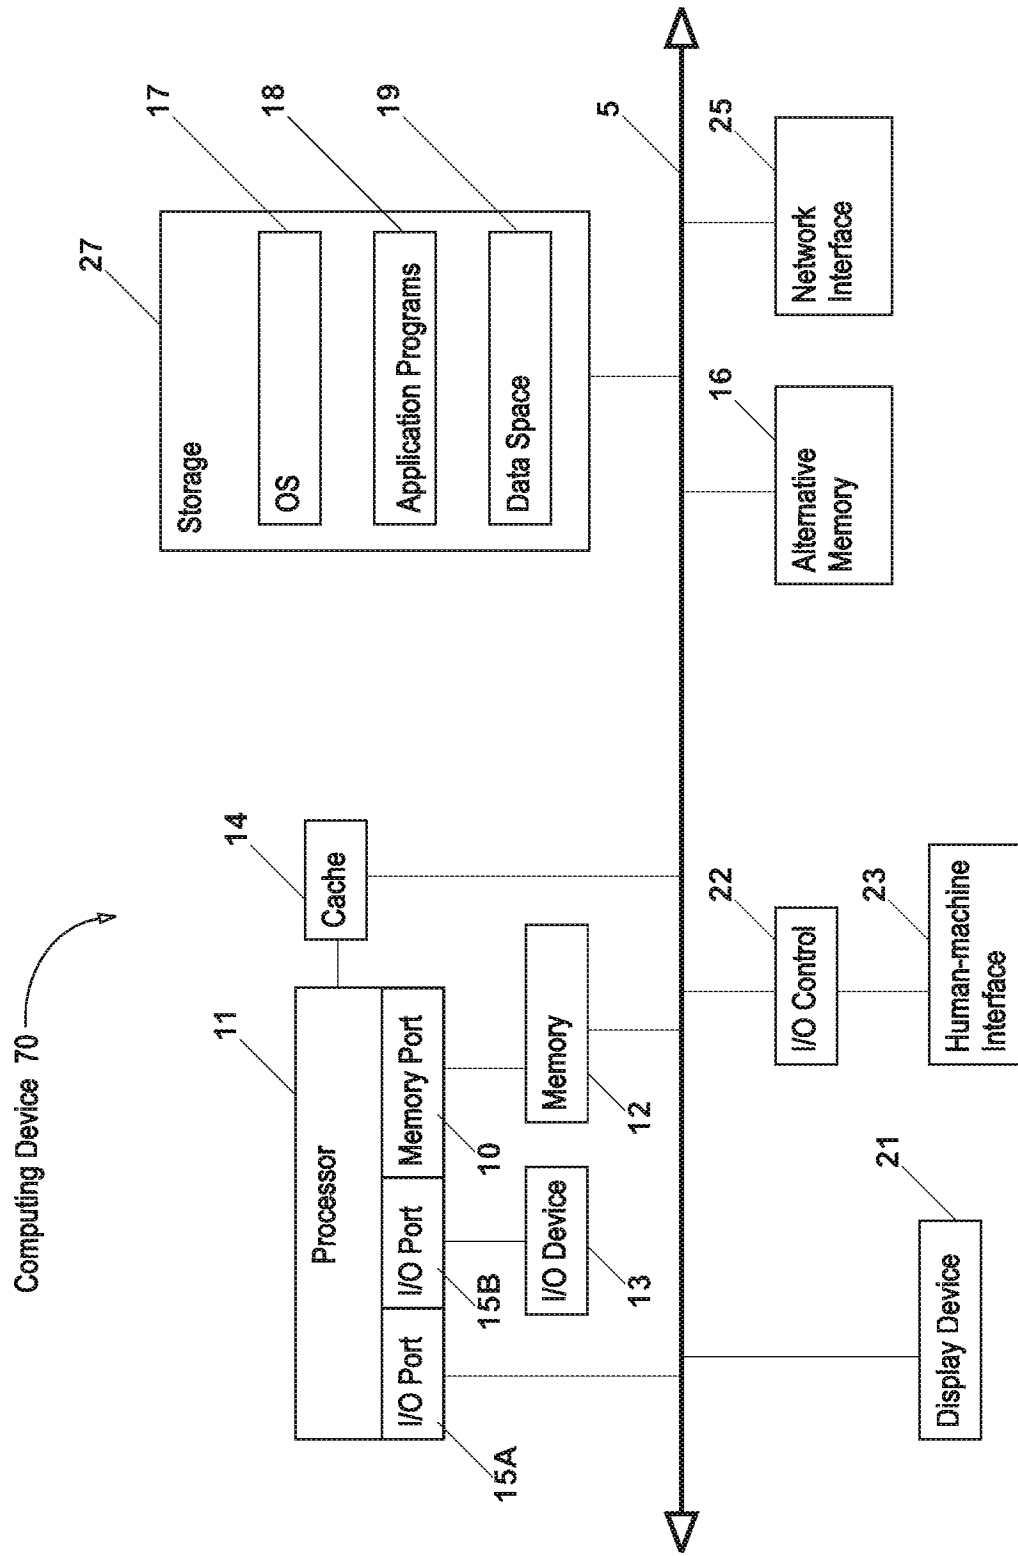 Computing Device 70
11
Processor
I/O Port
I/O Port
Memory Port
15A
15B
10
14
Cache
I/O Device
13
Memory
12
27
Storage
OS
17
Application Programs
18
Data Space
19
5
Display Device
21
I/O Control
22
Human-machine
Interface
23
Alternative
Memory
16
Network
Interface
25